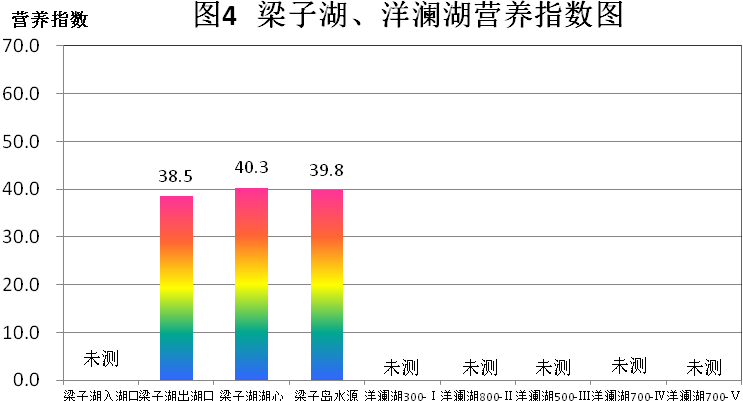 图4 梁子湖、洋澜湖营养指数图
营养指数
70.0
60.0
50.0
40.0
30.0
20.0
10.0
0.0
未测
38.5
40.3
39.8
未测
未测
未测
未测
未测
梁子湖入湖口
梁子湖出湖口
梁子湖湖心
梁子岛水源
洋澜湖300-Ⅰ
洋澜湖800-Ⅱ
洋澜湖500-Ⅲ
洋澜湖700-Ⅳ
洋澜湖700-Ⅴ